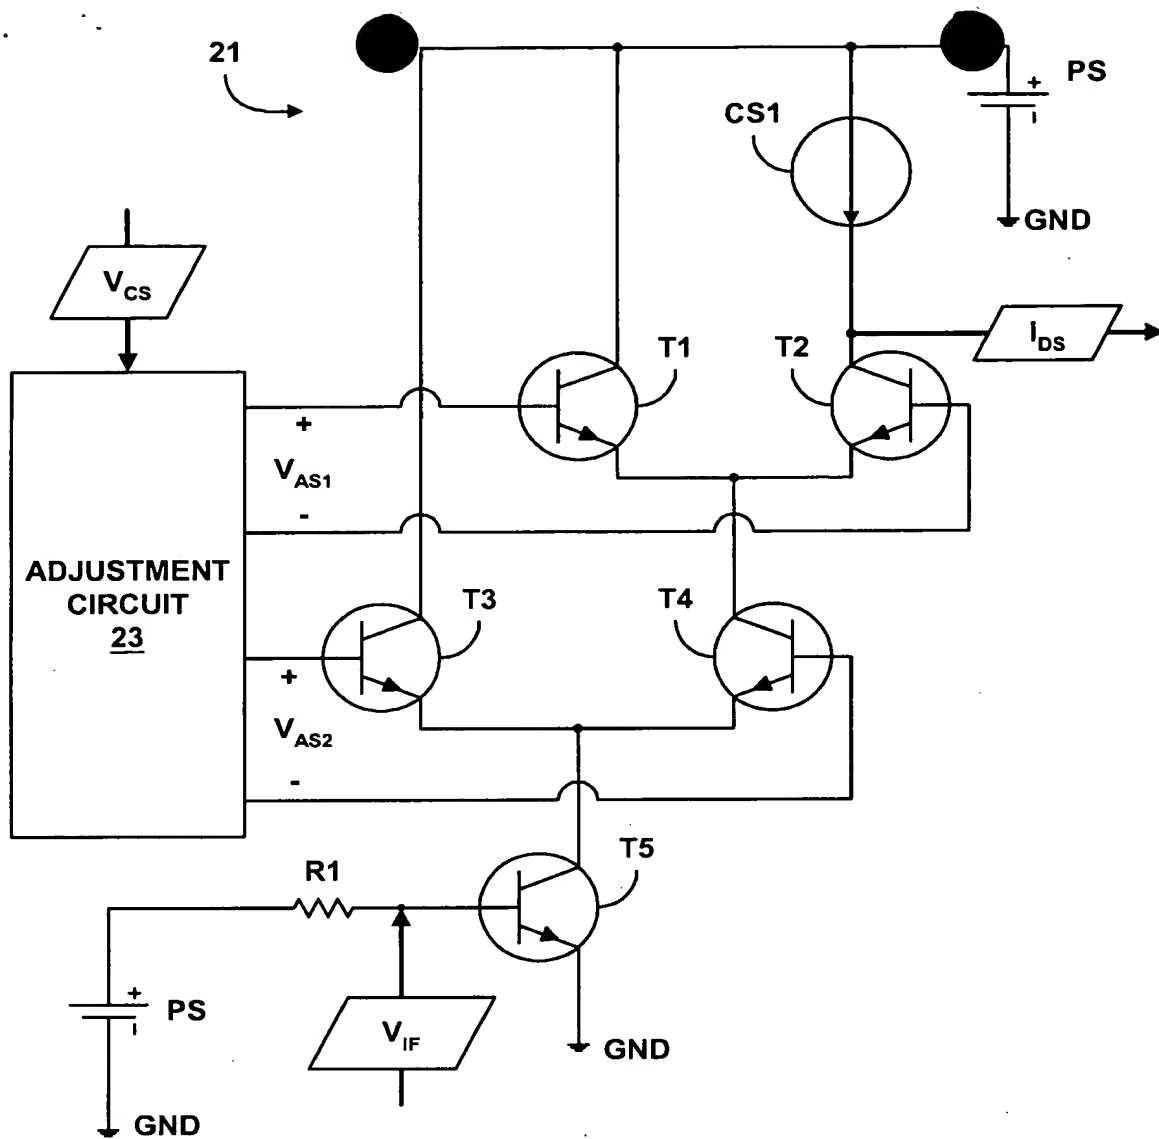 21
PS
+
-
CS1
GND
VCS
iDS
T1
T2
+
VAS1
-
ADJUSTMENT
CIRCUIT
23
T3
T4
+
VAS2
-
T5
R1
+
-
PS
VIF
GND
GND